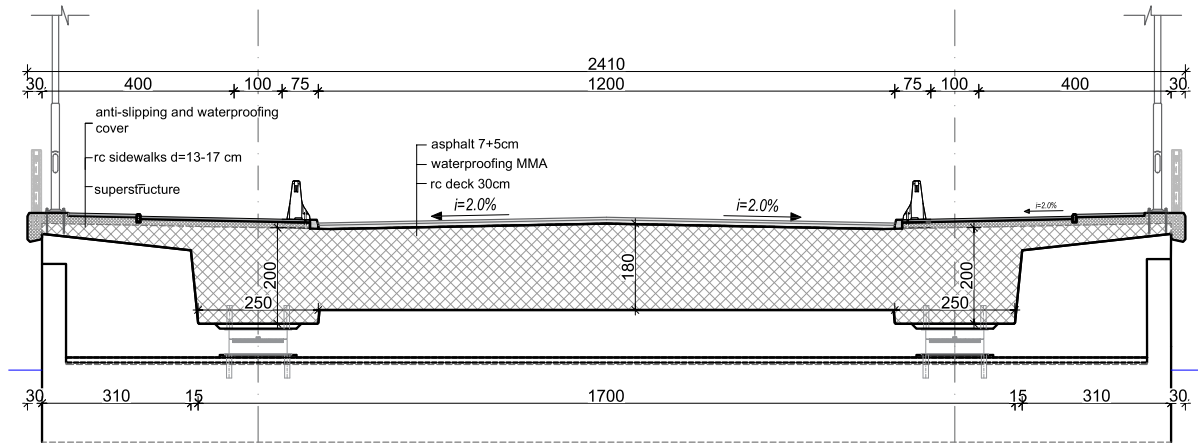 2410
30
400
100
75
1200
75
100
400
30
anti-slipping and waterproofing
cover
rc sidewalks d=13-17 cm
superstructure
asphalt 7+5cm
waterproofing MMA
rc deck 30cm
i=2.0%
i=2.0%
i=2.0%
200
180
200
250
250
30
310
15
1700
15
310
30